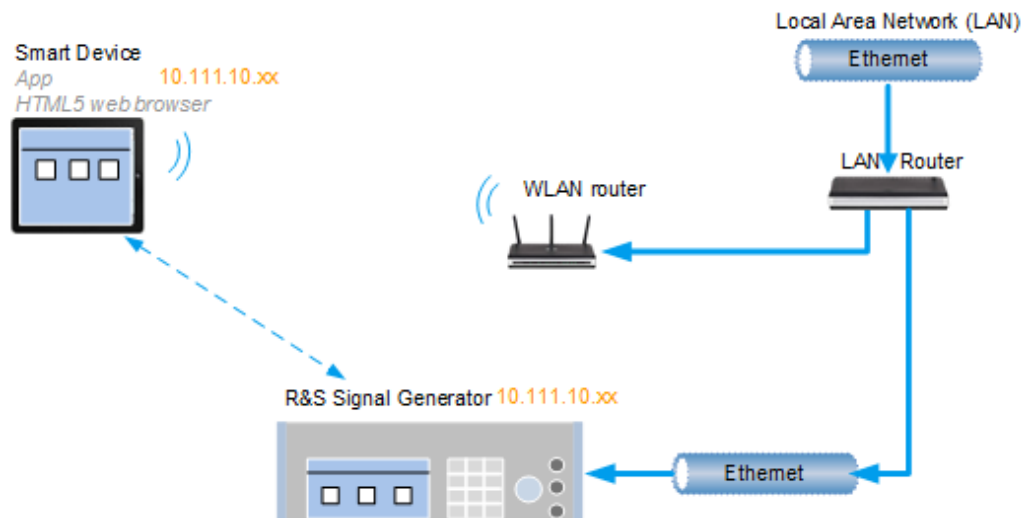 Local Area Network (LAN)
Ethernet
Smart Device
App
10.111.10.xx
HTML5 web browser
LAN Router
WLAN router
R&S Signal Generator 10.111.10.xx
Ethernet